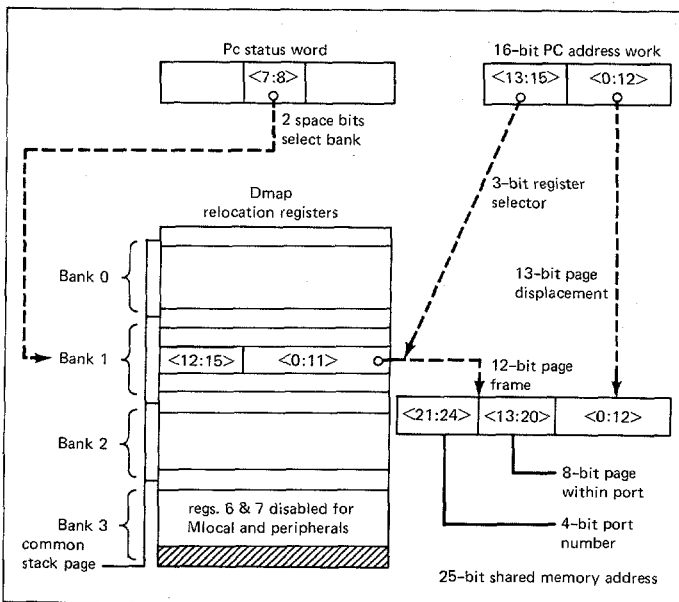 Pc status word
16-bit PC address work
<7:8>
<13:15>
<0:12>
2 space bits
select bank
3-bit register
selector
Dmap
relocation registers
13-bit page
displacement
Bank 0
Bank 1
<12:15>
<0:11>
12-bit page
frame
<21:24>
<13:20>
<0:12>
Bank 2
8-bit page
within port
Bank 3
regs. 6 & 7 disabled for
Mlocal and peripherals
4-bit port
number
common
stack page
25-bit shared memory address